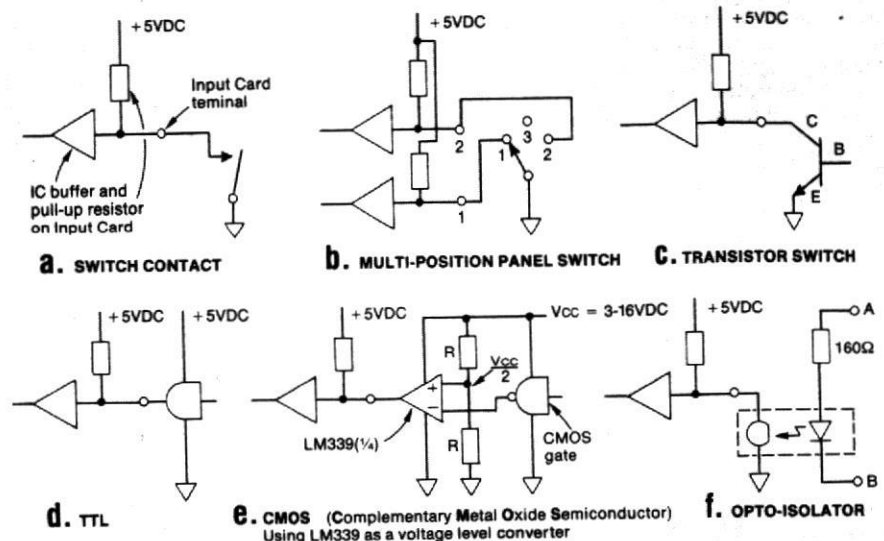 +5VDC
Input Card
teminal
IC buffer and
pull-up resistor
on Input Card
a. SWITCH CONTACT
+5VDC
2
1
3
2
1
b. MULTI-POSITION PANEL SWITCH
+5VDC
C
B
E
c. TRANSISTOR SWITCH
+5VDC
+5VDC
d. TTL
+5VDC
VCC = 3-16VDC
R
VCC
2
+
−
LM339(¼)
R
CMOS
gate
e. CMOS (Complementary Metal Oxide Semiconductor)
Using LM339 as a voltage level converter
+5VDC
A
160Ω
B
f. OPTO-ISOLATOR